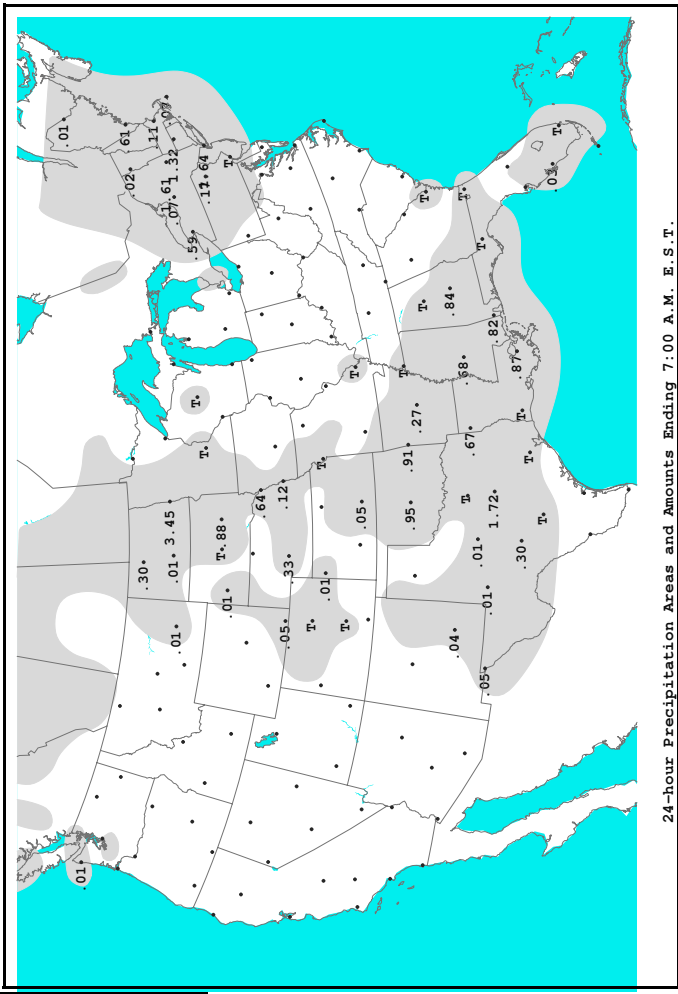 .01
.01
.61
.02
.30
.11
.02
3.45
.01
1.32
.07
.01
.59
T
T
.64
T
.88
.01
T
.64
.12
.05
.33
T
T
.01
T
T
.05
T
.91
.95
.27
T
T
.84
.04
.68
T
T
.67
.01
T
.05
.01
1.72
.82
.87
.30
T
T
T
T
24-hour Precipitation Areas and Amounts Ending 7:00 A.M. E.S.T.